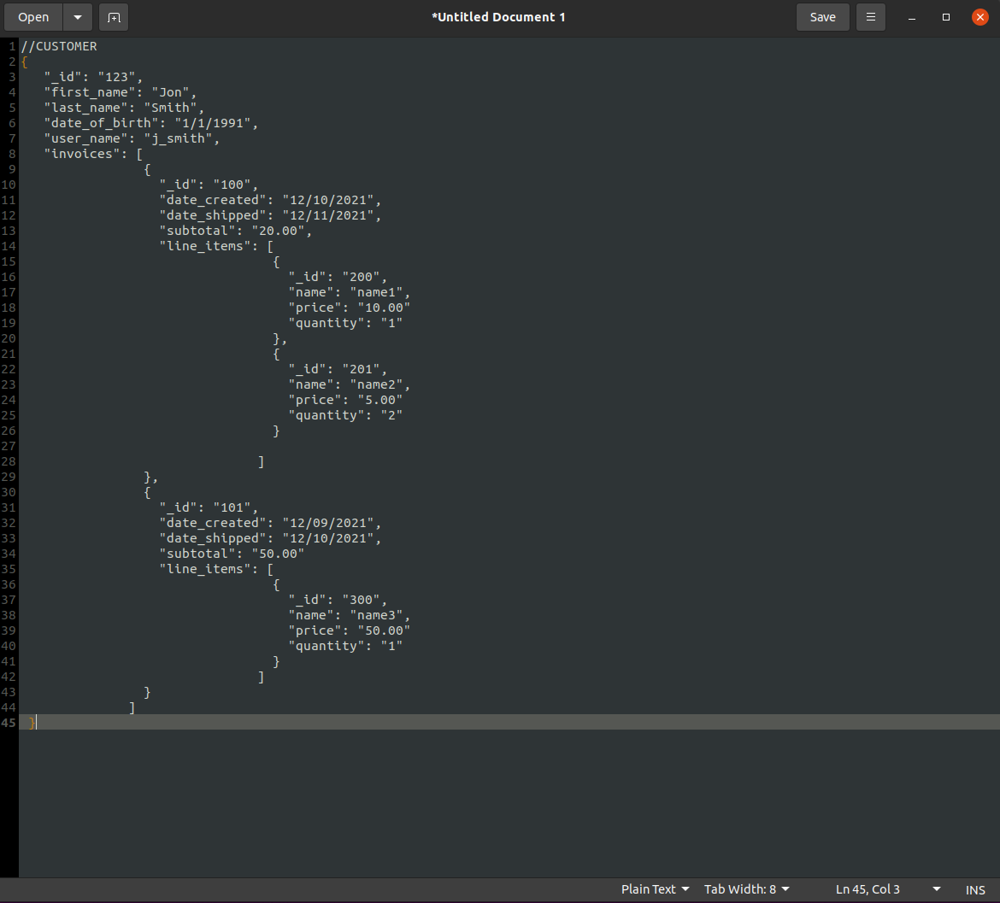 Open
*Untitled Document 1
Save
1 //CUSTOMER
2 {
3    "_id": "123",
4    "first_name": "Jon",
5    "last_name": "Smith",
6    "date_of_birth": "1/1/1991",
7    "user_name": "j_smith",
8    "invoices": [
9                 {
10                  "_id": "100",
11                  "date_created": "12/10/2021",
12                  "date_shipped": "12/11/2021",
13                  "subtotal": "20.00",
14                  "line_items": [
15                                 {
16                                   "_id": "200",
17                                   "name": "name1",
18                                   "price": "10.00"
19                                   "quantity": "1"
20                                 },
21                                 {
22                                   "_id": "201",
23                                   "name": "name2",
24                                   "price": "5.00"
25                                   "quantity": "2"
26                                 }
27
28                               ]
29                },
30                {
31                  "_id": "101",
32                  "date_created": "12/09/2021",
33                  "date_shipped": "12/10/2021",
34                  "subtotal": "50.00"
35                  "line_items": [
36                                 {
37                                   "_id": "300",
38                                   "name": "name3",
39                                   "price": "50.00"
40                                   "quantity": "1"
41                                 }
42                               ]
43                }
44              ]
45 }
Plain Text Tab Width: 8 Ln 45, Col 3 INS